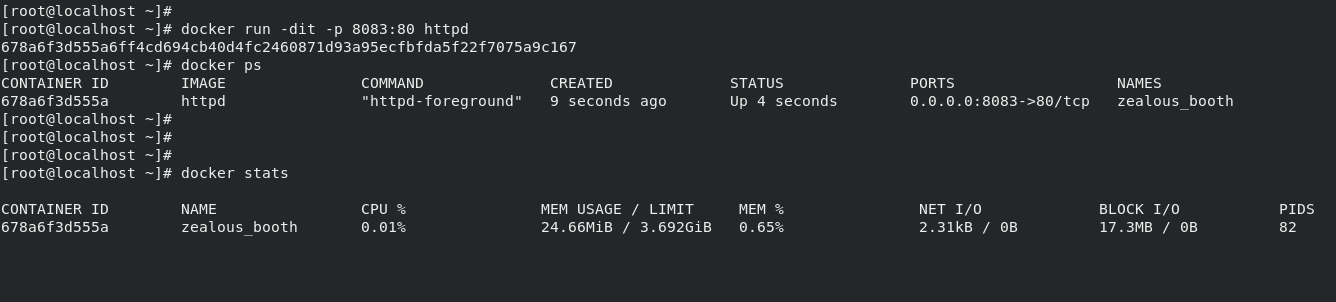 [root@localhost ~]#
[root@localhost ~]# docker run -dit -p 8083:80 httpd
678a6f3d555a6ff4cd694cb40d4fc2460871d93a95ecfbfda5f22f7075a9c167
[root@localhost ~]# docker ps
CONTAINER ID        IMAGE               COMMAND              CREATED             STATUS              PORTS                  NAMES
678a6f3d555a        httpd               "httpd-foreground"   9 seconds ago       Up 4 seconds        0.0.0.0:8083->80/tcp   zealous_booth
[root@localhost ~]#
[root@localhost ~]#
[root@localhost ~]#
[root@localhost ~]# docker stats
CONTAINER ID        NAME                CPU %               MEM USAGE / LIMIT     MEM %               NET I/O             BLOCK I/O           PIDS
678a6f3d555a        zealous_booth       0.01%               24.66MiB / 3.692GiB   0.65%               2.31kB / 0B         17.3MB / 0B         82